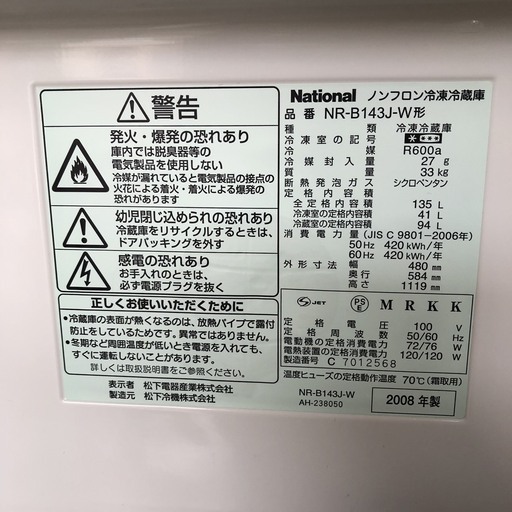 警告
発火・爆発の恐れあり
庫内では脱臭器等の
電気製品を使用しない
冷媒が漏れていると電気製品の接点の
火花による着火・着火による爆発の
恐れがあります
幼児閉じ込められの恐れあり
冷蔵庫をリサイクルするときは、
ドアパッキングを外す
感電の恐れあり
お手入れのときは、
必ず電源プラグを抜く
正しくお使いいただくために
•冷蔵庫の表面が熱くなるのは、放熱パイプで露付
防止をしているためです。異常ではありません。
•冬期など周囲温度が低いときは電源を入れても、
すぐに運転しないことがあります。
詳しくは取扱説明書をご参照ください。
表示者 松下電器産業株式会社
製造元 松下冷機株式会社
National ノンフロン冷凍冷蔵庫
品番 NR-B143J-W形
種類 冷凍冷蔵庫
冷凍室の記号
冷媒 R600a
冷媒封入量 27 g
質量 33 kg
断熱発泡ガス シクロペンタン
定格内容積
全定格内容積 135 L
冷凍室の定格内容積 41 L
冷蔵室の定格内容積 94 L
消費電力量 (JIS C 9801-2006年)
50Hz 420 kWh/年
60Hz 420 kWh/年
外形寸法 幅 480 mm
奥行 584 mm
高さ 1119 mm
S JET PS E MRKK
定格電圧 100 V
定格周波数 50/60 Hz
電動機の定格消費電力 72/76 W
電熱装置の定格消費電力 120/120 W
製造番号 C 7012568
温度ヒューズの定格動作温度 70℃(霜取用)
NR-B143J-W
AH-238050
2008年製